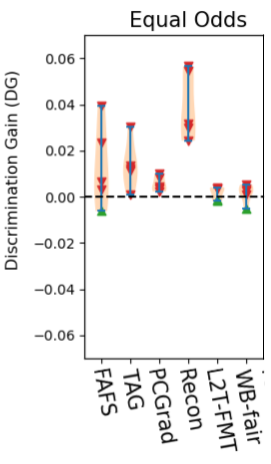 Equal Odds
Discrimination Gain (DG)
0.06
0.04
0.02
0.00
−0.02
−0.04
−0.06
FAFS
TAG
PCGrad
Recon
L2T-FMT
WB-fair